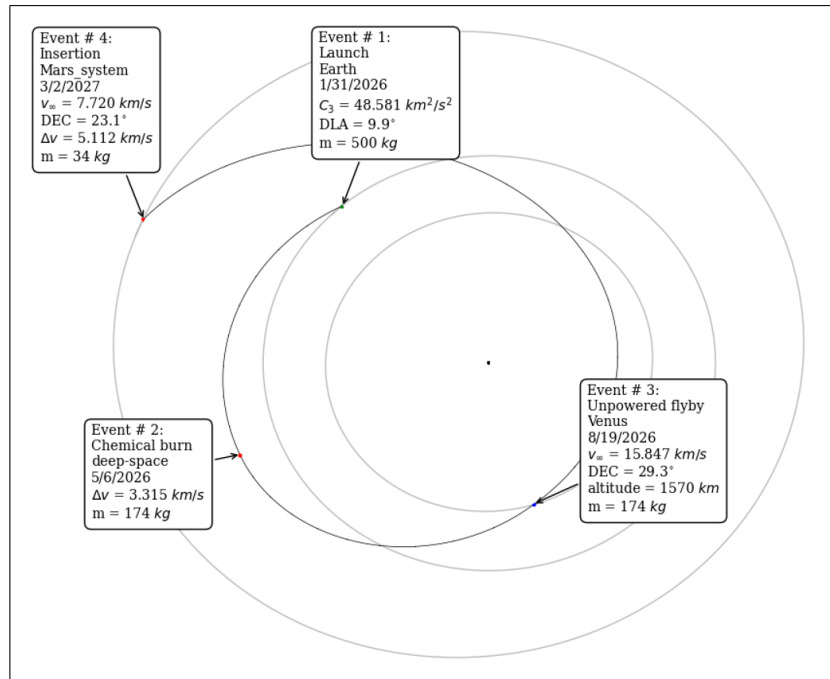 Event # 4:
Insertion
Mars_system
3/2/2027
v∞ = 7.720 km/s
DEC = 23.1°
Δv = 5.112 km/s
m = 34 kg
Event # 1:
Launch
Earth
1/31/2026
C₃ = 48.581 km²/s²
DLA = 9.9°
m = 500 kg
Event # 2:
Chemical burn
deep-space
5/6/2026
Δv = 3.315 km/s
m = 174 kg
Event # 3:
Unpowered flyby
Venus
8/19/2026
v∞ = 15.847 km/s
DEC = 29.3°
altitude = 1570 km
m = 174 kg